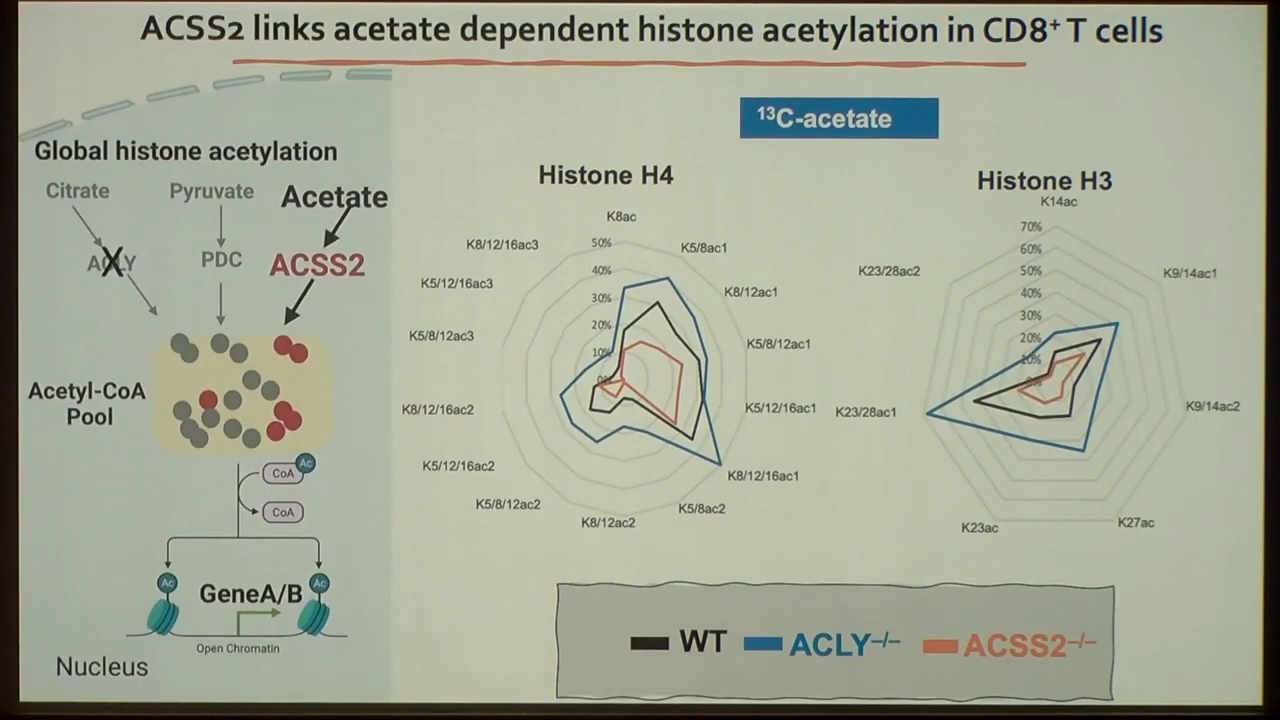 ACSS2 links acetate dependent histone acetylation in CD8⁺ T cells
Global histone acetylation
Citrate
Pyruvate
Acetate
ACLY
PDC
ACSS2
Acetyl-CoA
Pool
CoA
Ac
CoA
Ac
Ac
GeneA/B
Open Chromatin
Nucleus
¹³C-acetate
Histone H4
K8ac
K5/8ac1
K8/12ac1
K5/8/12ac1
K5/12/16ac1
K8/12/16ac1
K5/8ac2
K8/12ac2
K5/8/12ac2
K5/12/16ac2
K8/12/16ac2
K5/8/12ac3
K5/12/16ac3
K8/12/16ac3
50%
40%
30%
20%
10%
0%
Histone H3
K14ac
K9/14ac1
K9/14ac2
K27ac
K23ac
K23/28ac1
K23/28ac2
70%
60%
50%
40%
30%
20%
10%
0%
WT
ACLY⁻/⁻
ACSS2⁻/⁻